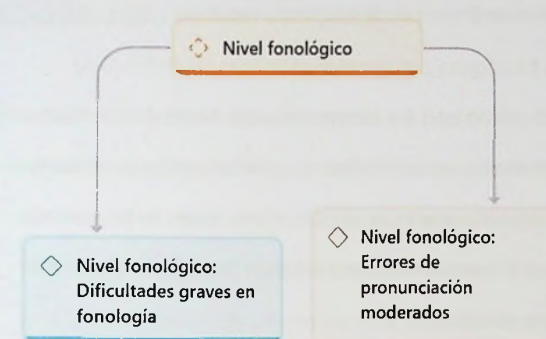 Nivel fonológico
Nivel fonológico:
Dificultades graves en
fonología
Nivel fonológico:
Errores de
pronunciación
moderados